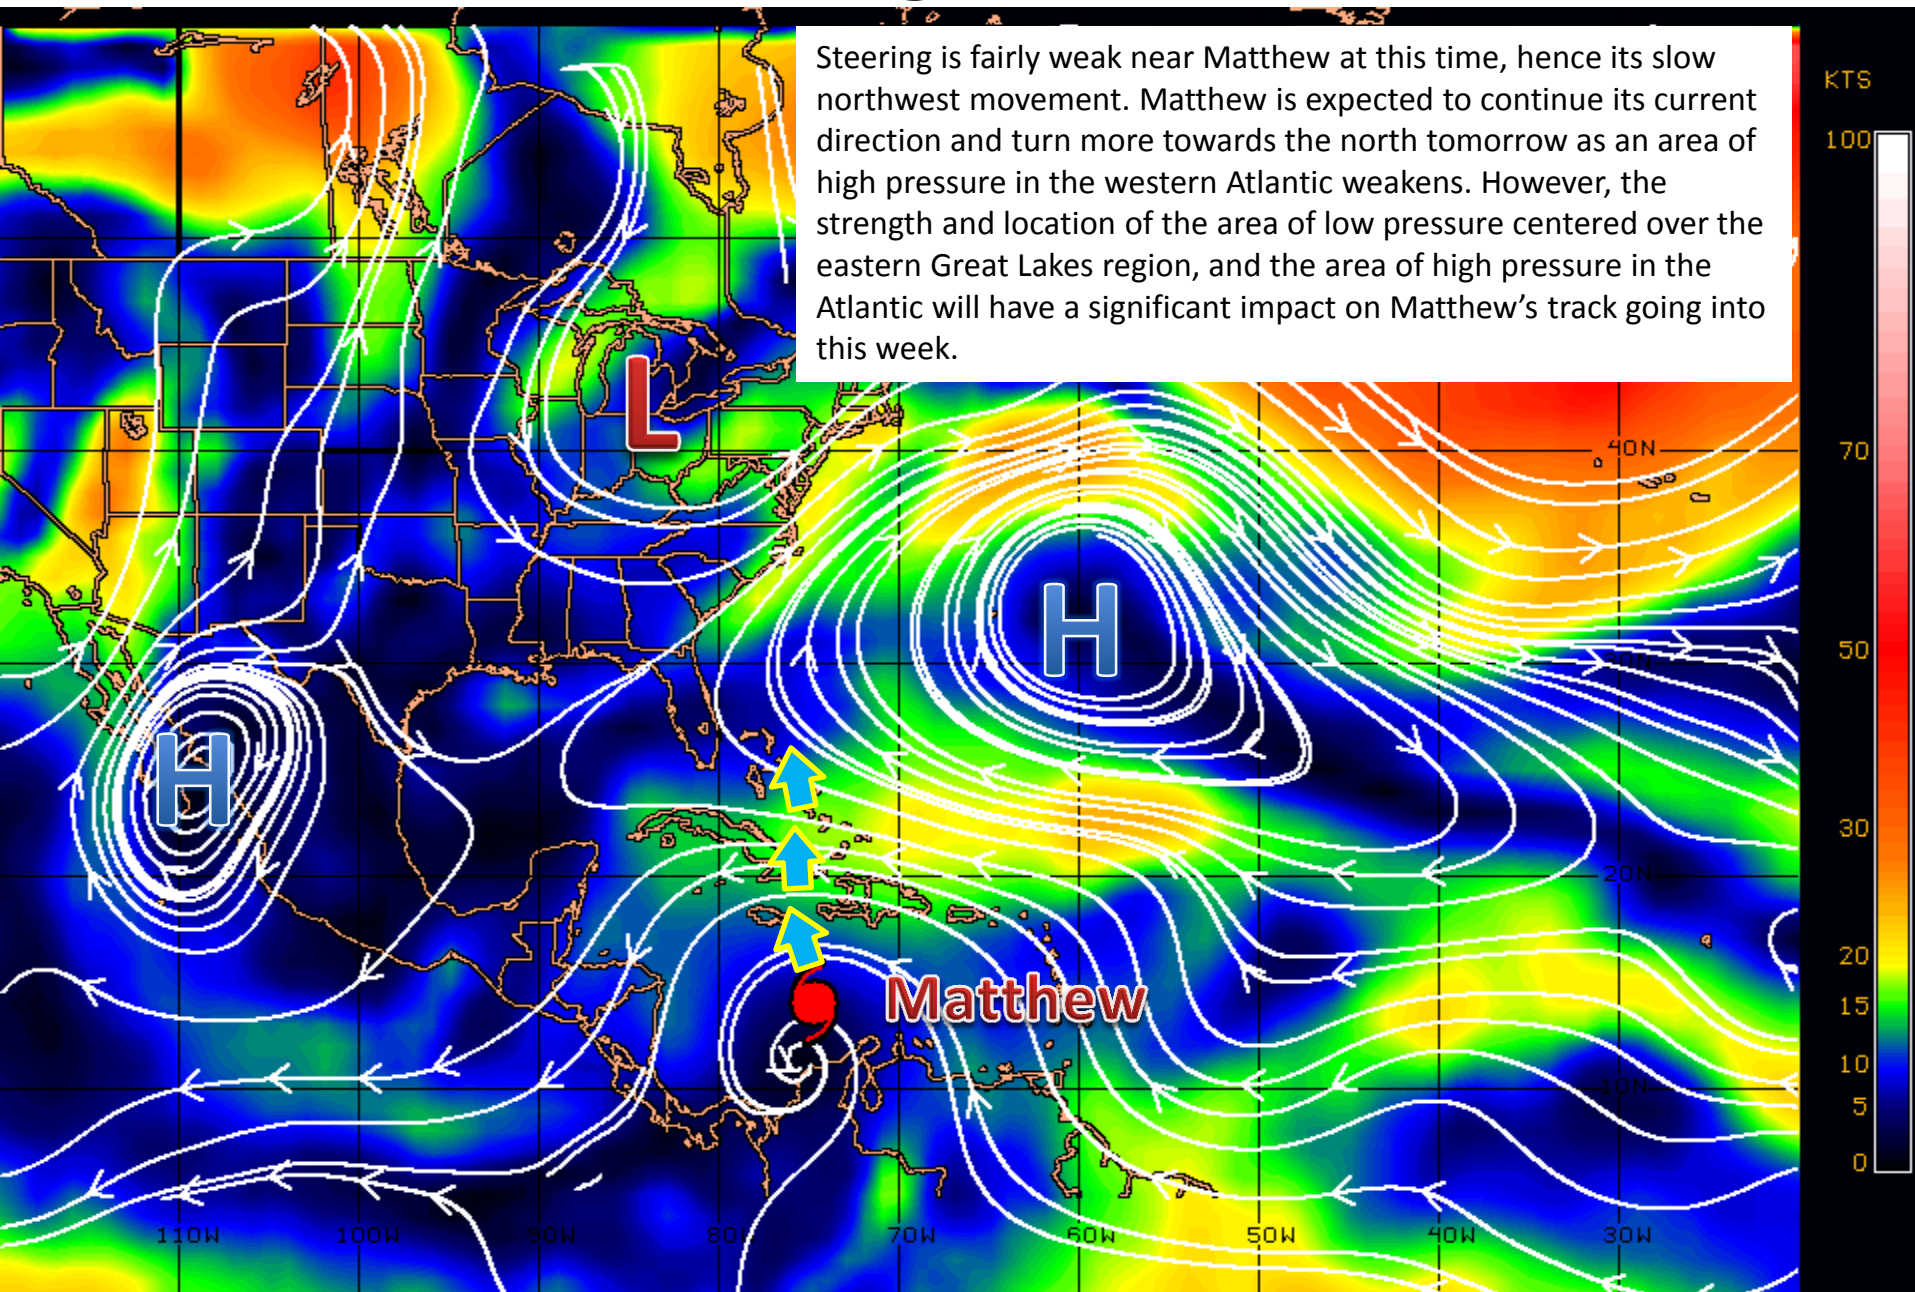 Steering is fairly weak near Matthew at this time, hence its slow
northwest movement. Matthew is expected to continue its current
direction and turn more towards the north tomorrow as an area of
high pressure in the western Atlantic weakens. However, the
strength and location of the area of low pressure centered over the
eastern Great Lakes region, and the area of high pressure in the
Atlantic will have a significant impact on Matthew’s track going into
this week.
KTS
100
70
50
30
20
15
10
5
0
L
H
H
Matthew
40N
30N
20N
10N
110W
100W
90W
80W
70W
60W
50W
40W
30W